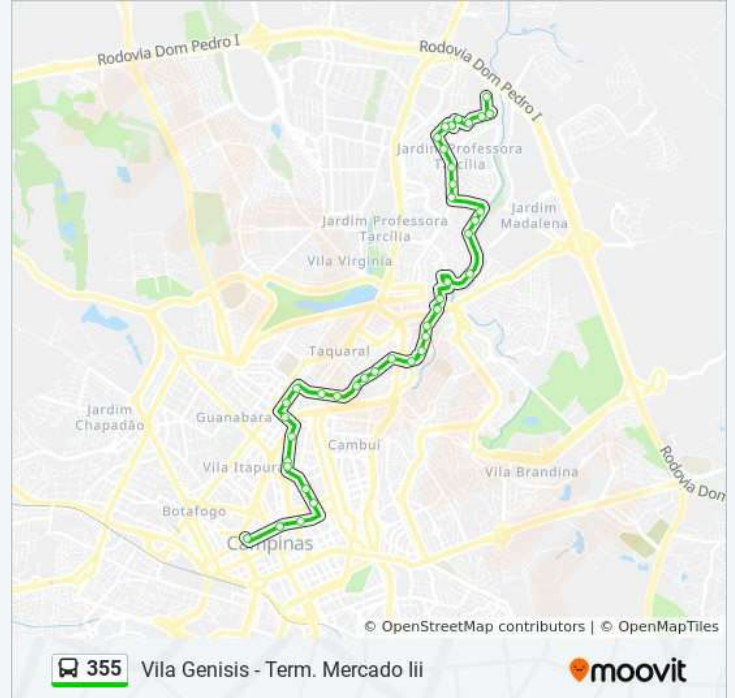 Rodovia Dom Pedro I
Rodovia Dom Pedro I
Jardim Professora
Tarcília
Jardim
Madalena
Jardim Professora
Tarcília
Vila Virginia
Taquaral
Jardim
Chapadão
Guanabara
Cambuí
Vila Itapura
Vila Brandina
Rodovia Dom
Botafogo
Campinas
© OpenStreetMap contributors | © OpenMapTiles
355 Vila Genisis - Term. Mercado Iii
moovit